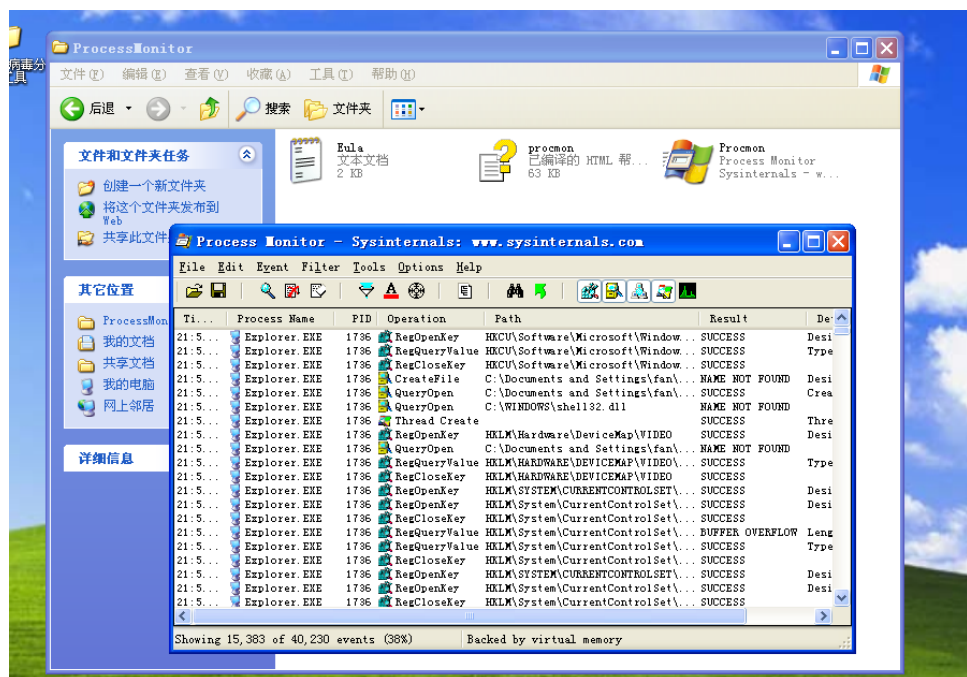 病毒分
工具
ProcessMonitor
文件(F) 编辑(E) 查看(V) 收藏(A) 工具(T) 帮助(H)
后退 搜索 文件夹
文件和文件夹任务
创建一个新文件夹
将这个文件夹发布到
Web
共享此文件
其它位置
ProcessMon
我的文档
共享文档
我的电脑
网上邻居
详细信息
Eula
文本文档
2 KB
procmon
已编译的 HTML 帮...
63 KB
Procmon
Process Monitor
Sysinternals - w...
Process Monitor - Sysinternals: www.sysinternals.com
File Edit Event Filter Tools Options Help
Ti... Process Name PID Operation Path Result De
21:5... Explorer.EXE 1736 RegOpenKey HKCU\Software\Microsoft\Window... SUCCESS Desi
21:5... Explorer.EXE 1736 RegQueryValue HKCU\Software\Microsoft\Window... SUCCESS Type
21:5... Explorer.EXE 1736 RegCloseKey HKCU\Software\Microsoft\Window... SUCCESS
21:5... Explorer.EXE 1736 CreateFile C:\Documents and Settings\fan\... NAME NOT FOUND Desi
21:5... Explorer.EXE 1736 QueryOpen C:\Documents and Settings\fan\... SUCCESS Crea
21:5... Explorer.EXE 1736 QueryOpen C:\WINDOWS\shell32.dll NAME NOT FOUND
21:5... Explorer.EXE 1736 Thread Create SUCCESS Thre
21:5... Explorer.EXE 1736 RegOpenKey HKLM\Hardware\DeviceMap\VIDEO SUCCESS Desi
21:5... Explorer.EXE 1736 QueryOpen C:\Documents and Settings\fan\... NAME NOT FOUND
21:5... Explorer.EXE 1736 RegQueryValue HKLM\HARDWARE\DEVICEMAP\VIDEO\... SUCCESS Type
21:5... Explorer.EXE 1736 RegCloseKey HKLM\HARDWARE\DEVICEMAP\VIDEO SUCCESS
21:5... Explorer.EXE 1736 RegOpenKey HKLM\SYSTEM\CURRENTCONTROLSET\... SUCCESS Desi
21:5... Explorer.EXE 1736 RegOpenKey HKLM\System\CurrentControlSet\... SUCCESS Desi
21:5... Explorer.EXE 1736 RegCloseKey HKLM\System\CurrentControlSet\... SUCCESS
21:5... Explorer.EXE 1736 RegQueryValue HKLM\System\CurrentControlSet\... BUFFER OVERFLOW Leng
21:5... Explorer.EXE 1736 RegQueryValue HKLM\System\CurrentControlSet\... SUCCESS Type
21:5... Explorer.EXE 1736 RegCloseKey HKLM\System\CurrentControlSet\... SUCCESS
21:5... Explorer.EXE 1736 RegOpenKey HKLM\SYSTEM\CURRENTCONTROLSET\... SUCCESS Desi
21:5... Explorer.EXE 1736 RegOpenKey HKLM\System\CurrentControlSet\... SUCCESS Desi
21:5... Explorer.EXE 1736 RegCloseKey HKLM\System\CurrentControlSet\... SUCCESS
Showing 15,383 of 40,230 events (38%) Backed by virtual memory